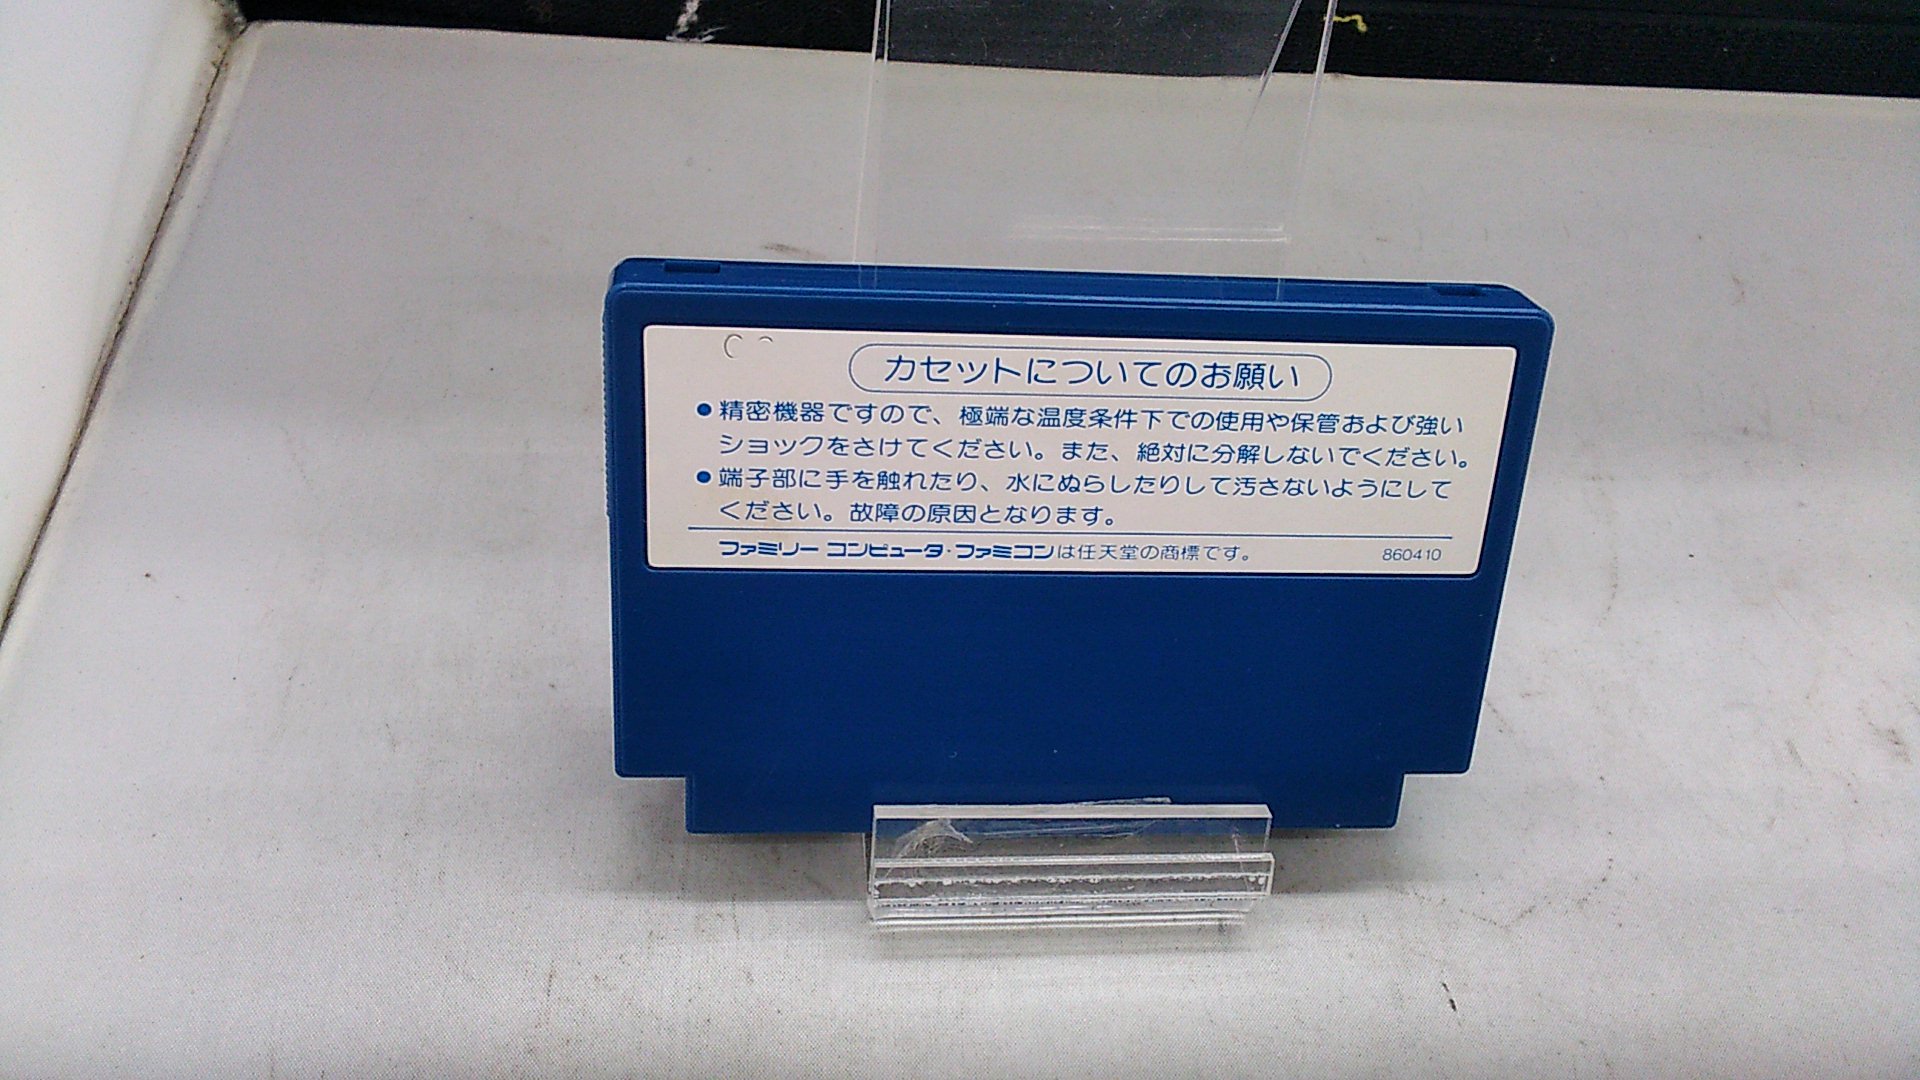 カセットについてのお願い
●精密機器ですので、極端な温度条件下での使用や保管および強い
ショックをさけてください。また、絶対に分解しないでください。
●端子部に手を触れたり、水にぬらしたりして汚さないようにして
ください。故障の原因となります。
ファミリー コンピュータ・ファミコンは任天堂の商標です。 860410